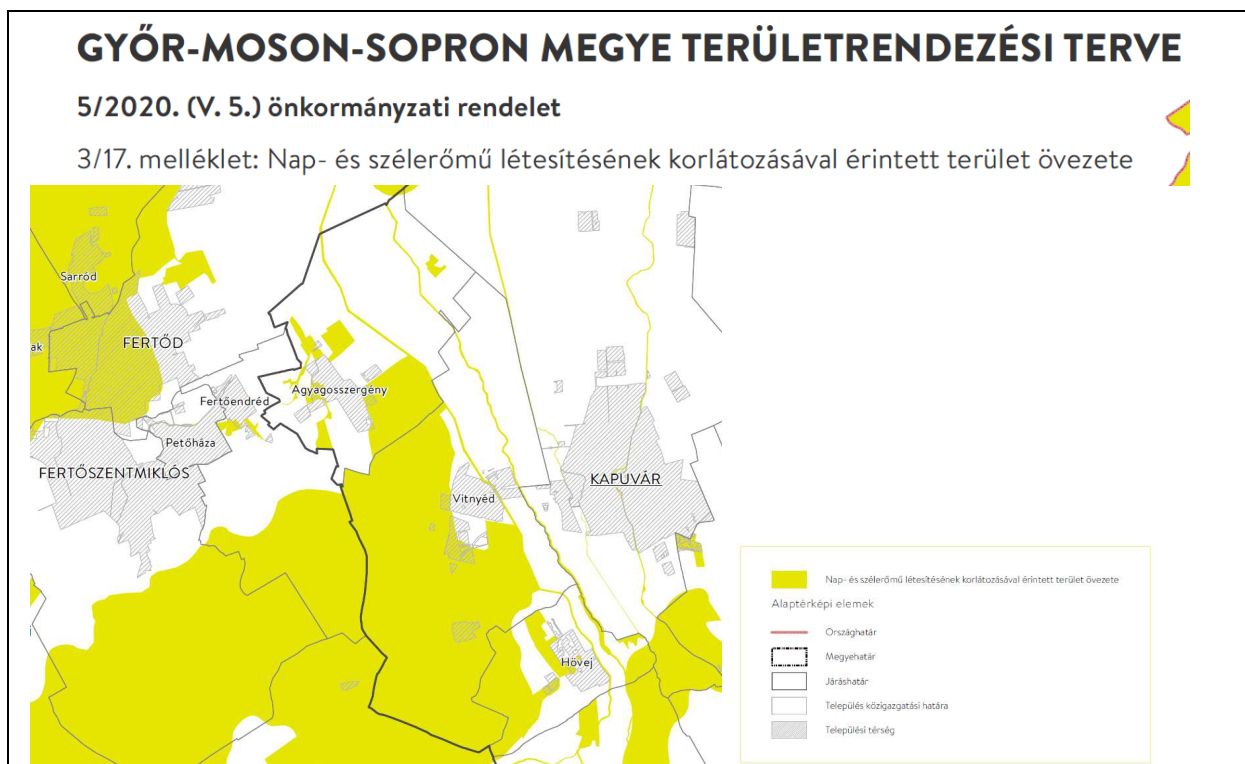 GYŐR-MOSON-SOPRON MEGYE TERÜLETRENDEZÉSI TERVE
5/2020. (V. 5.) önkormányzati rendelet
3/17. melléklet: Nap- és szélerőmű létesítésének korlátozásával érintett terület övezete
Sarród
FERTŐD
ak
Agyagosszergény
Fertőendréd
Petőháza
FERTŐSZENTMIKLÓS
KAPUVÁR
Vitnyéd
Hövej
Nap- és szélerőmű létesítésének korlátozásával érintett terület övezete
Alaptérképi elemek
Országhatár
Megyehatár
Járáshatár
Település közigazgatási határa
Települési térség